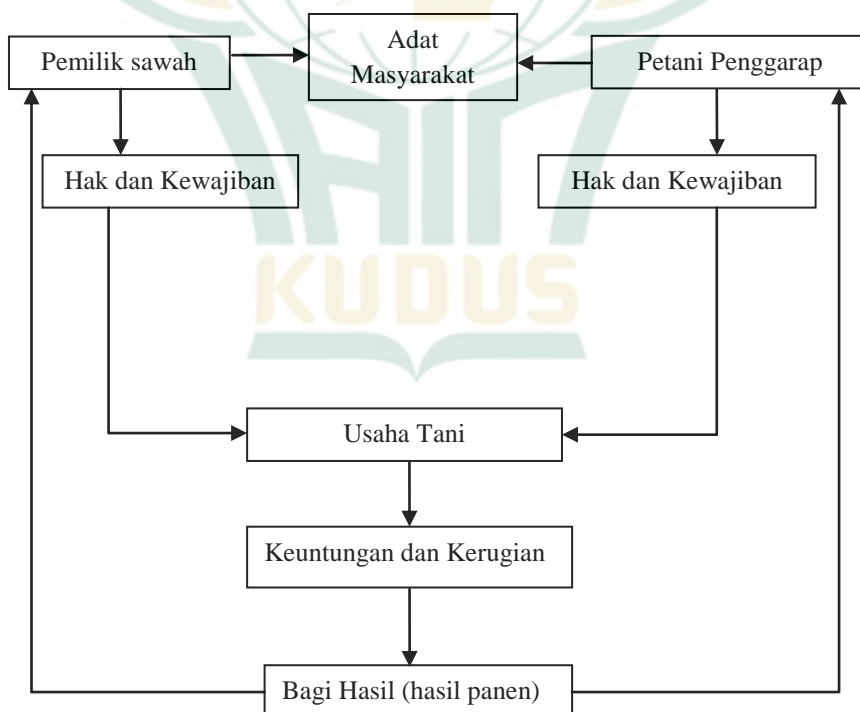 Pemilik sawah
Adat
Masyarakat
Petani Penggarap
Hak dan Kewajiban
Hak dan Kewajiban
KUDUS
Usaha Tani
Keuntungan dan Kerugian
Bagi Hasil (hasil panen)